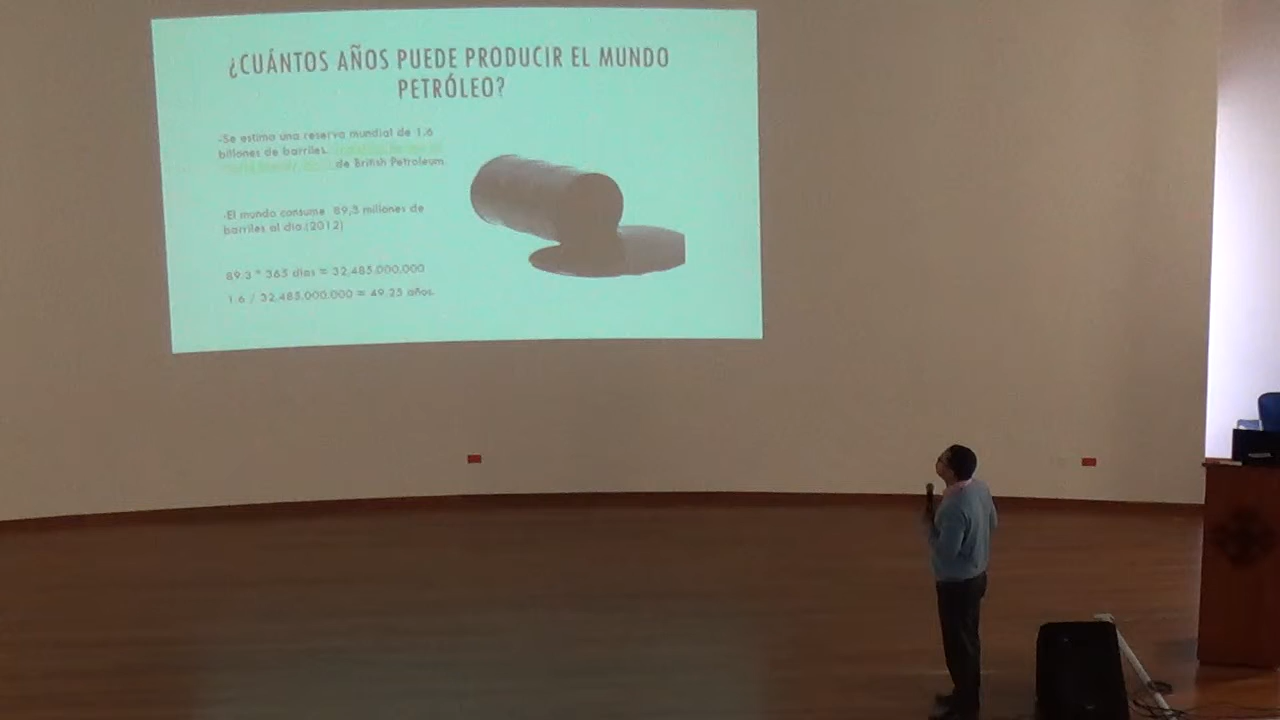 ¿CUÁNTOS AÑOS PUEDE PRODUCIR EL MUNDO
PETRÓLEO?
-Se estima una reserva mundial de 1.6
billones de barriles.
de British Petroleum
-El mundo consume 89,3 millones de
barriles al día.(2012)
89.3 * 365 días = 32.485.000.000
1.6 / 32.485.000.000 = 49.25 años.